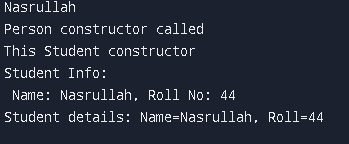 Nasrullah
Person constructor called
This Student constructor
Student Info:
 Name: Nasrullah, Roll No: 44
Student details: Name=Nasrullah, Roll=44